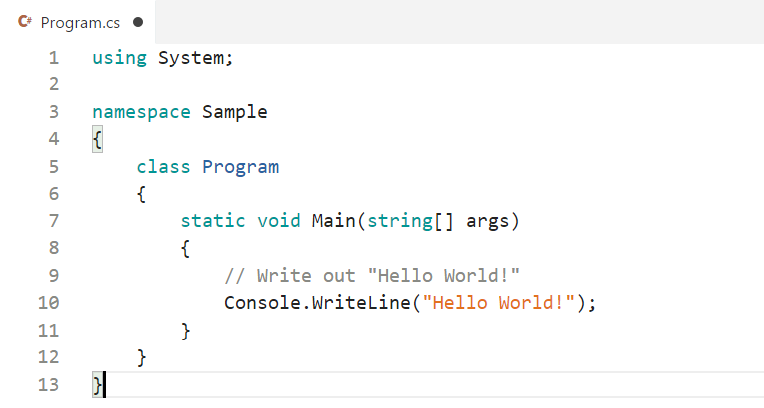 C# Program.cs
1 using System;
2
3 namespace Sample
4 {
5     class Program
6     {
7         static void Main(string[] args)
8         {
9             // Write out "Hello World!"
10             Console.WriteLine("Hello World!");
11         }
12     }
13 }